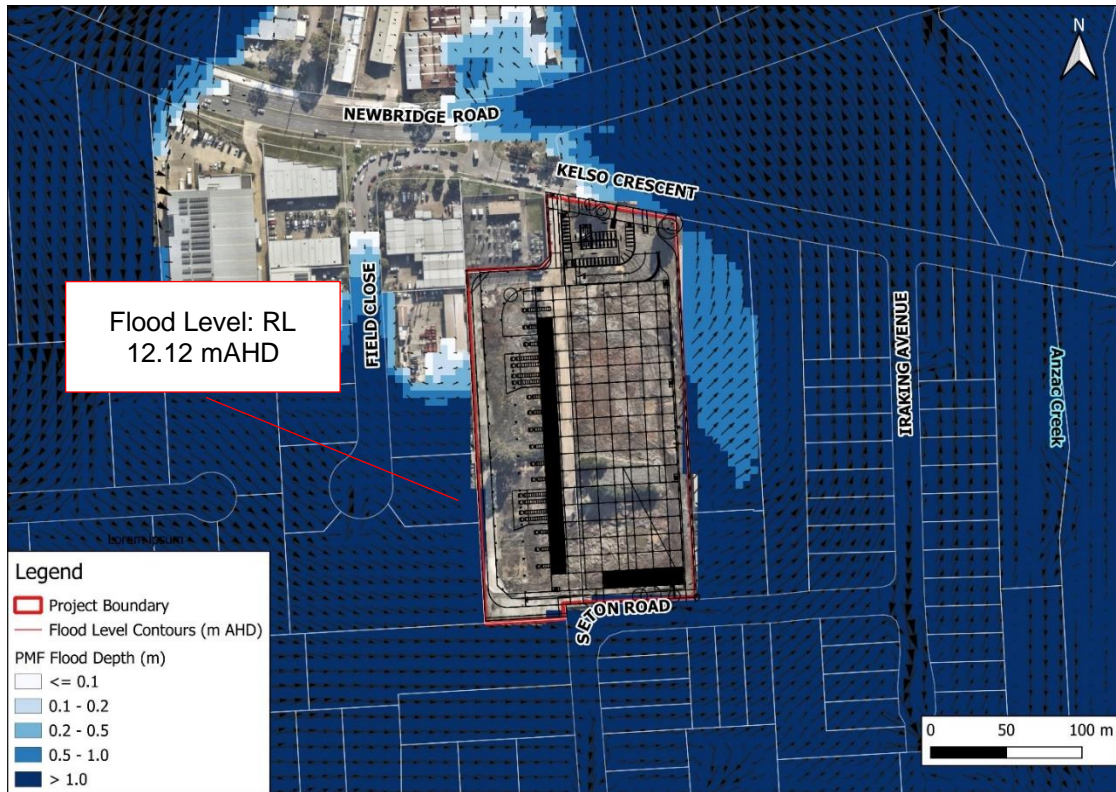 N
NEWBRIDGE ROAD
KELSO CRESCENT
FIELD CLOSE
Flood Level: RL
12.12 mAHD
IRAKING AVENUE
Anzac Creek
Lorem ipsum
SETON ROAD
Legend
Project Boundary
Flood Level Contours (m AHD)
PMF Flood Depth (m)
<= 0.1
0.1 - 0.2
0.2 - 0.5
0.5 - 1.0
> 1.0
0 50 100 m